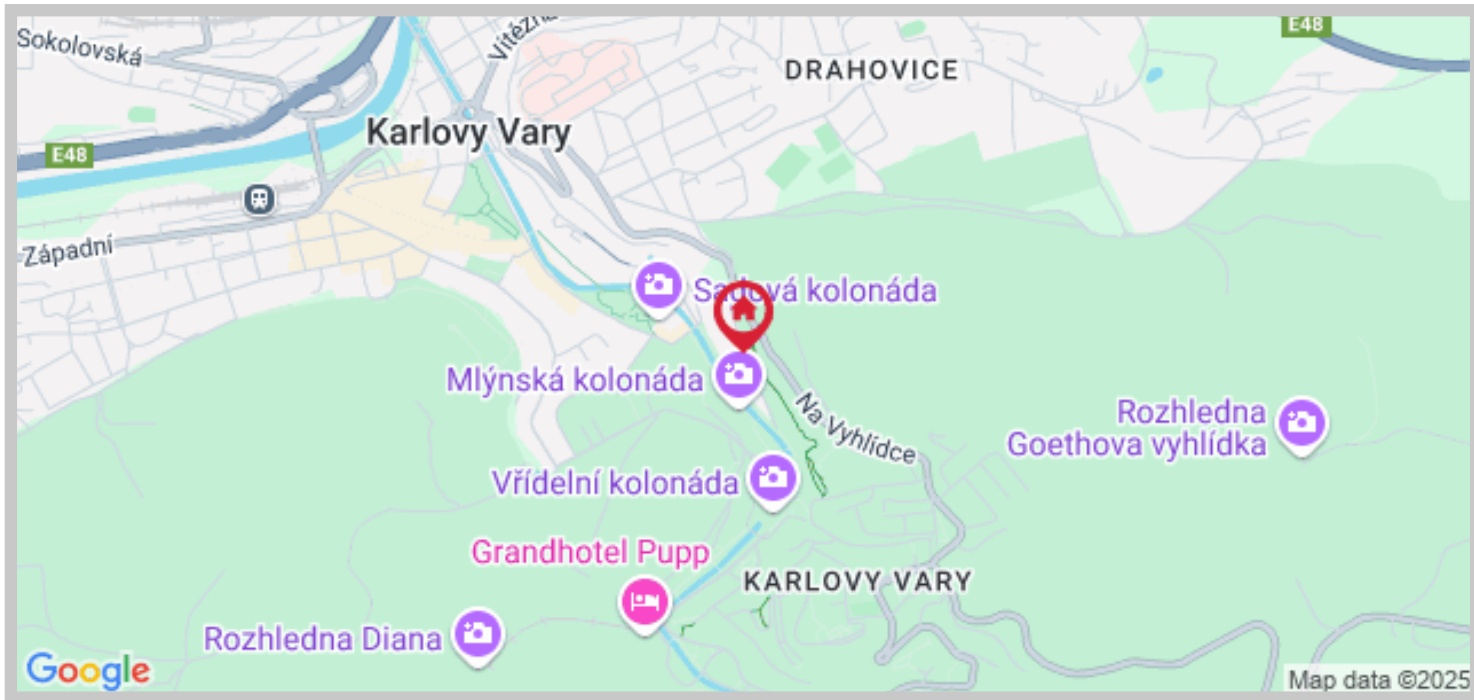 E48
Sokolovská
Vítězná
DRAHOVICE
Karlovy Vary
E48
Západní
Sadová kolonáda
Mlýnská kolonáda
Na Vyhlídce
Rozhledna
Goethova vyhlídka
Vřídelní kolonáda
Grandhotel Pupp
KARLOVY VARY
Rozhledna Diana
Google
Map data ©2025